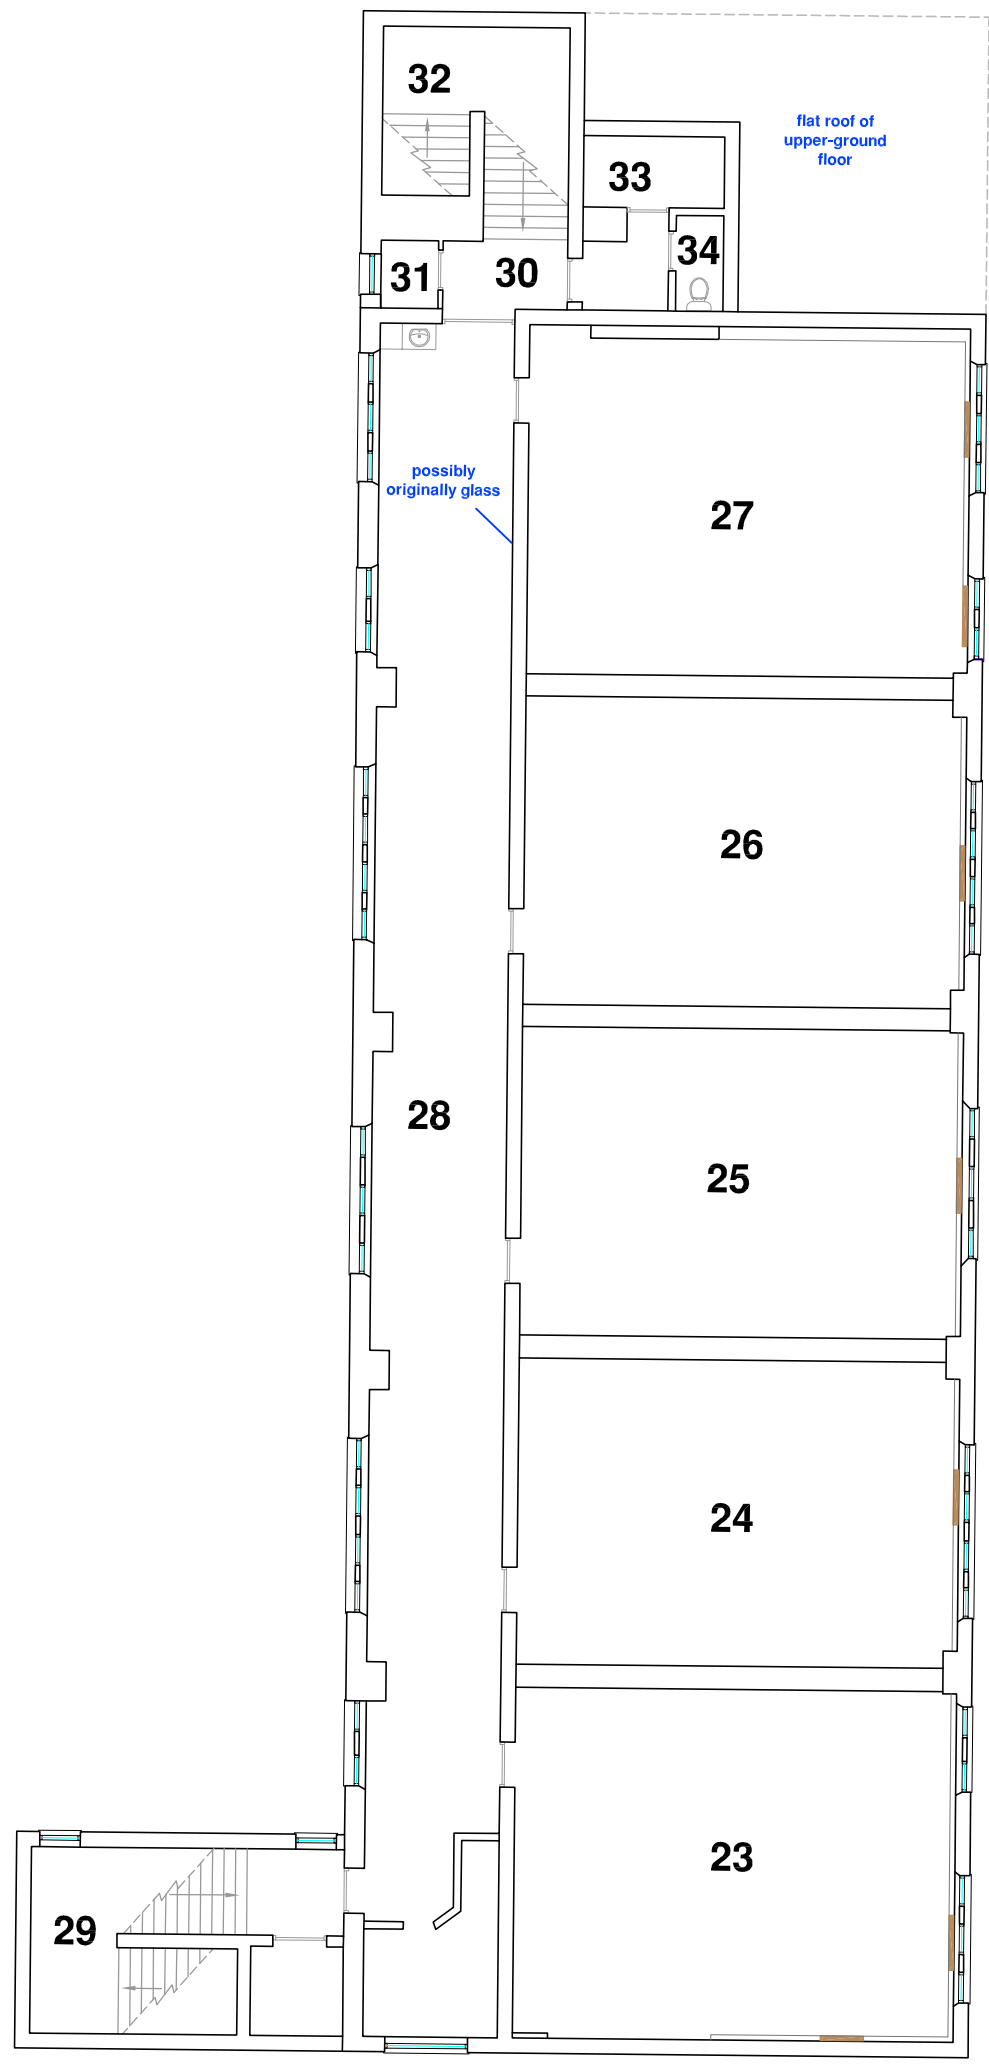 32
flat roof of
upper-ground
floor
33
34
31
30
possibly
originally glass
27
26
28
25
24
23
29